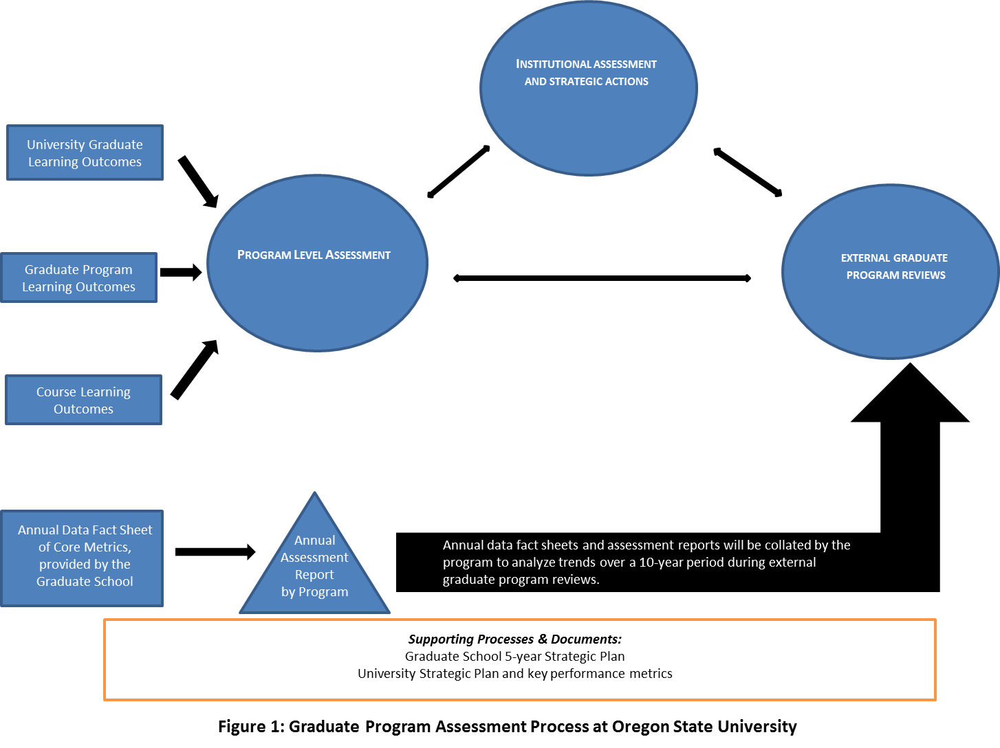 INSTITUTIONAL ASSESSMENT
AND STRATEGIC ACTIONS
University Graduate
Learning Outcomes
PROGRAM LEVEL ASSESSMENT
EXTERNAL GRADUATE
PROGRAM REVIEWS
Graduate Program
Learning Outcomes
Course Learning
Outcomes
Annual Data Fact Sheet
of Core Metrics,
provided by the
Graduate School
Annual
Assessment
Report
by Program
Annual data fact sheets and assessment reports will be collated by the
program to analyze trends over a 10-year period during external
graduate program reviews.
Supporting Processes & Documents:
Graduate School 5-year Strategic Plan
University Strategic Plan and key performance metrics
Figure 1: Graduate Program Assessment Process at Oregon State University